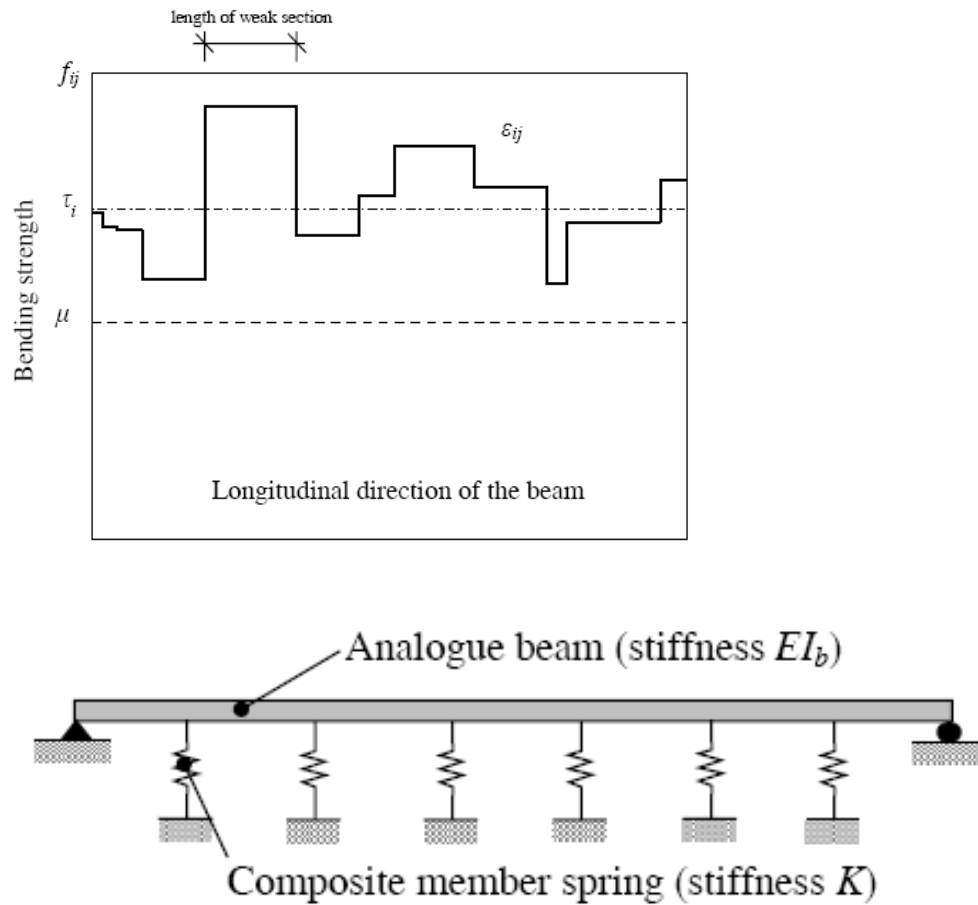 length of weak section
f_ij
ε_ij
τ_i
μ
Bending strength
Longitudinal direction of the beam
Analogue beam (stiffness EI_b)
Composite member spring (stiffness K)